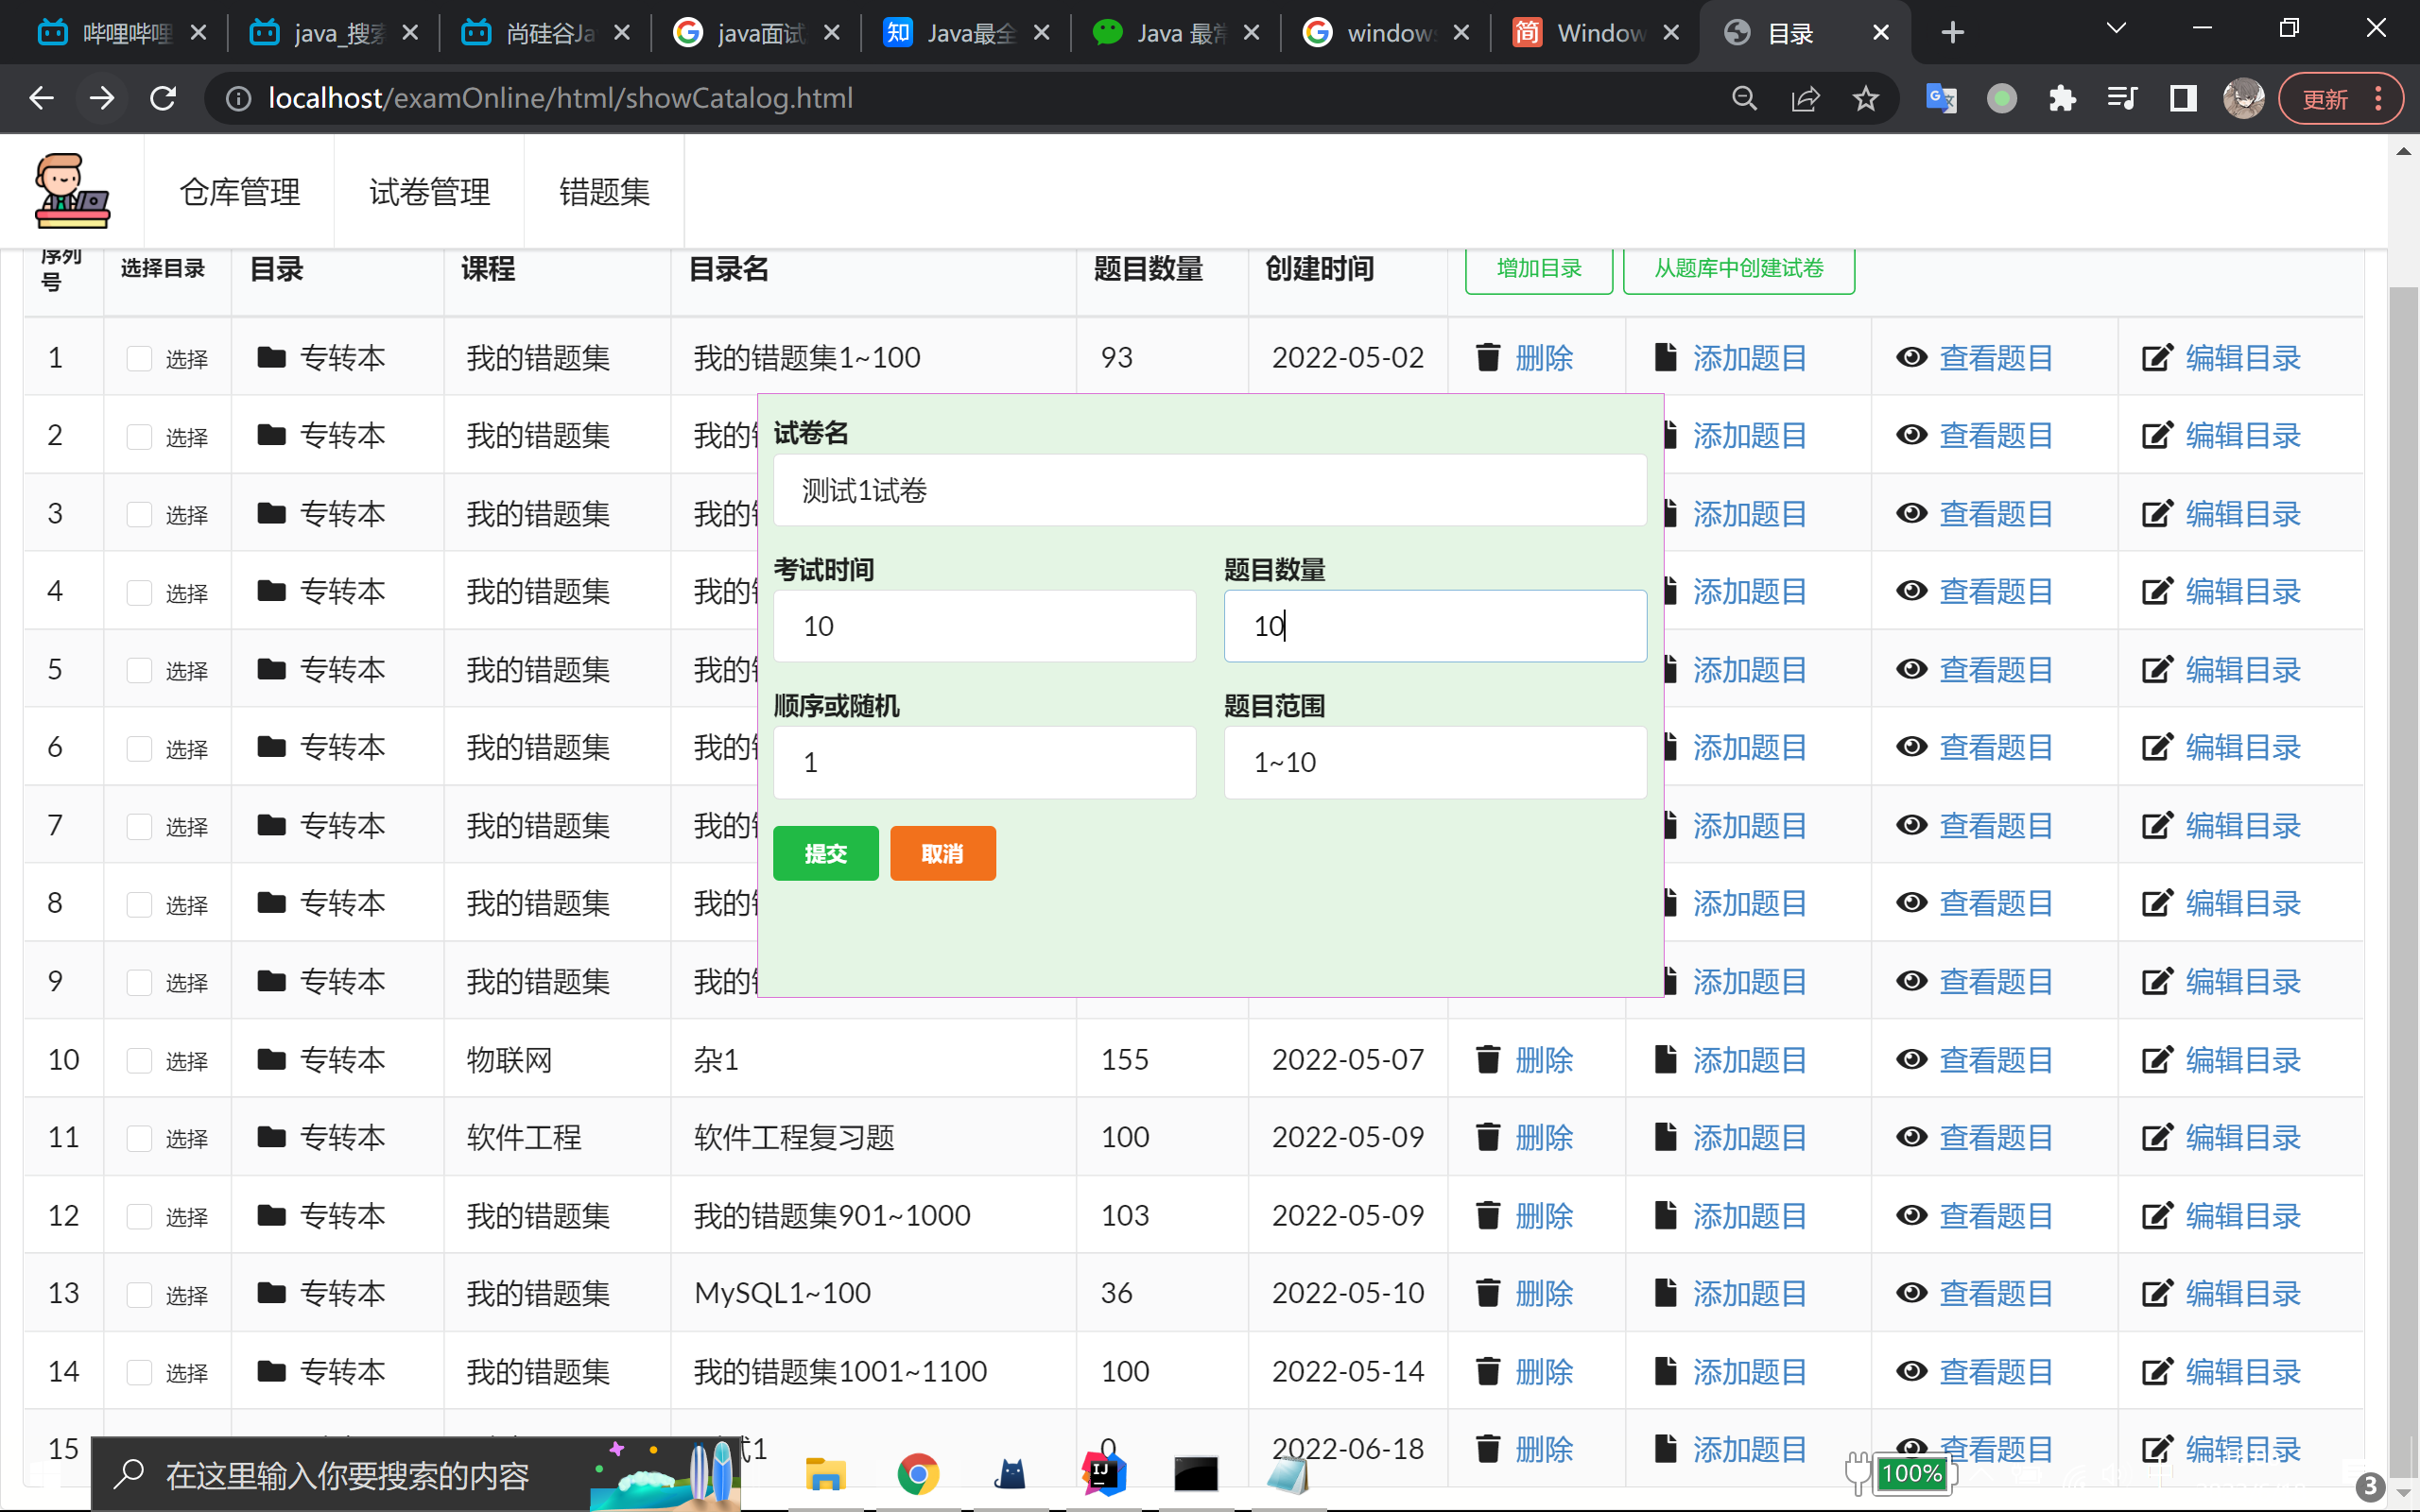 哔哩哔哩
java_搜索
尚硅谷Ja
java面试
Java最全
Java 最常
windows
Window
目录
localhost/examOnline/html/showCatalog.html
更新
仓库管理 试卷管理 错题集
序列号 选择目录 目录 课程 目录名 题目数量 创建时间 增加目录 从题库中创建试卷
1 选择 专转本 我的错题集 我的错题集1~100 93 2022-05-02 删除 添加题目 查看题目 编辑目录
2 选择 专转本 我的错题集 我的 添加题目 查看题目 编辑目录
3 选择 专转本 我的错题集 我的 添加题目 查看题目 编辑目录
4 选择 专转本 我的错题集 我的 添加题目 查看题目 编辑目录
5 选择 专转本 我的错题集 我的 添加题目 查看题目 编辑目录
6 选择 专转本 我的错题集 我的 添加题目 查看题目 编辑目录
7 选择 专转本 我的错题集 我的 添加题目 查看题目 编辑目录
8 选择 专转本 我的错题集 我的 添加题目 查看题目 编辑目录
9 选择 专转本 我的错题集 我的 添加题目 查看题目 编辑目录
试卷名
测试1试卷
考试时间 题目数量
10 10
顺序或随机 题目范围
1 1~10
提交 取消
10 选择 专转本 物联网 杂1 155 2022-05-07 删除 添加题目 查看题目 编辑目录
11 选择 专转本 软件工程 软件工程复习题 100 2022-05-09 删除 添加题目 查看题目 编辑目录
12 选择 专转本 我的错题集 我的错题集901~1000 103 2022-05-09 删除 添加题目 查看题目 编辑目录
13 选择 专转本 我的错题集 MySQL1~100 36 2022-05-10 删除 添加题目 查看题目 编辑目录
14 选择 专转本 我的错题集 我的错题集1001~1100 100 2022-05-14 删除 添加题目 查看题目 编辑目录
15 试1 0 2022-06-18 删除 添加题目 查看题目 编辑目录
在这里输入你要搜索的内容
IJ
100%
3